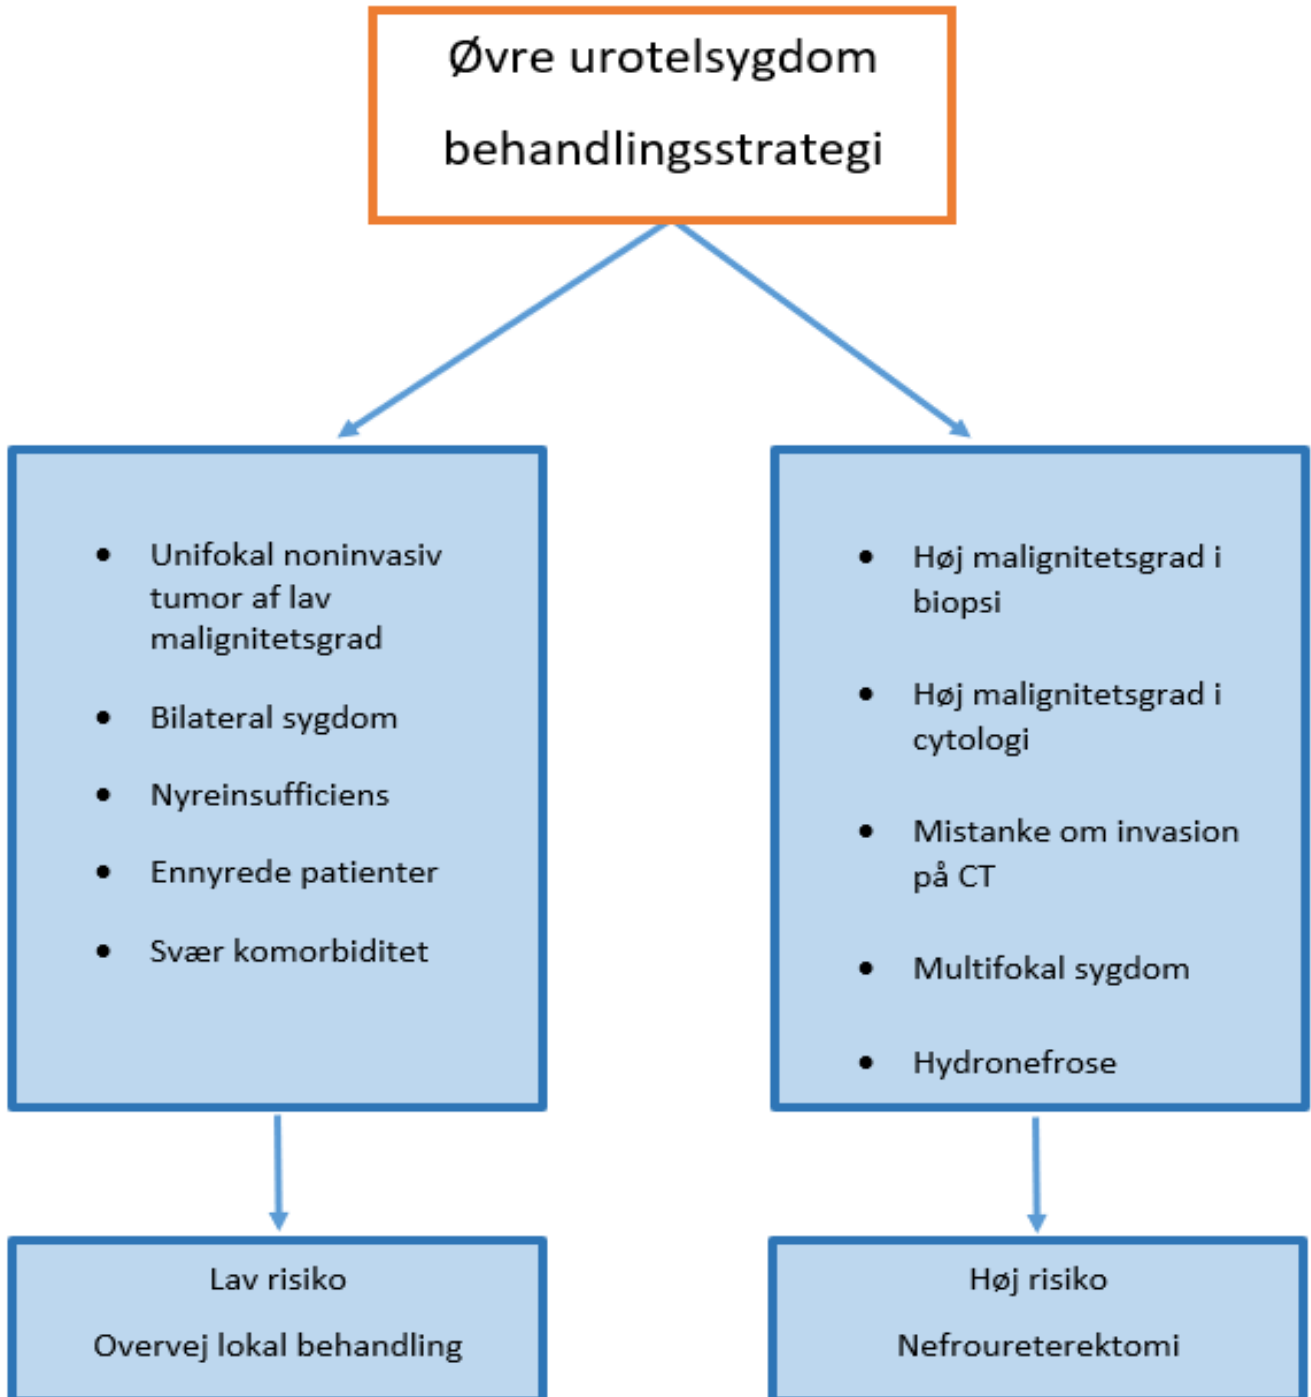 Øvre urotelsygdom
behandlingsstrategi
• Unifokal noninvasiv
tumor af lav
malignitetsgrad
• Bilateral sygdom
• Nyreinsufficiens
• Ennyrede patienter
• Svær komorbiditet
• Høj malignitetsgrad i
biopsi
• Høj malignitetsgrad i
cytologi
• Mistanke om invasion
på CT
• Multifokal sygdom
• Hydronefrose
Lav risiko
Overvej lokal behandling
Høj risiko
Nefroureterektomi